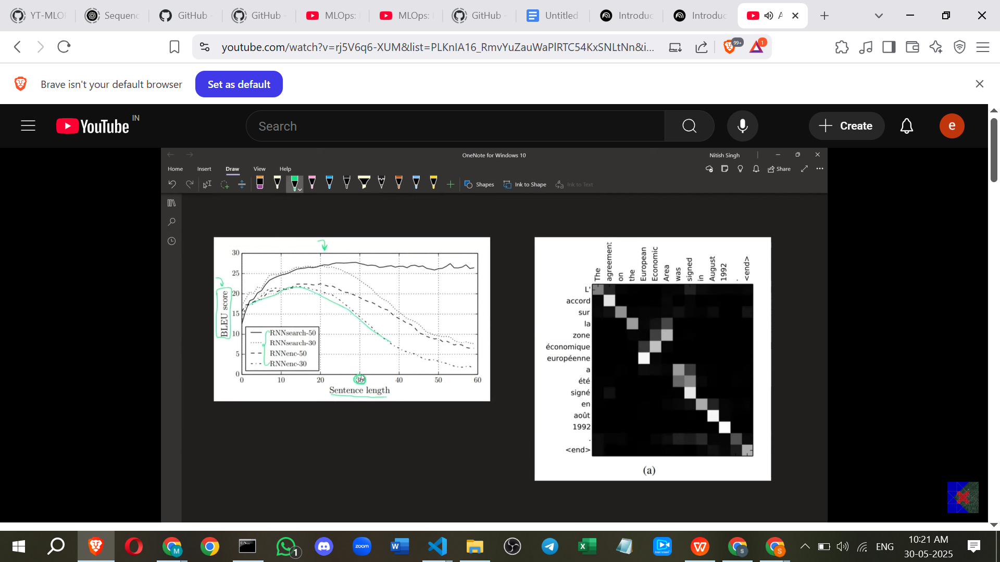 YT-MLO
Sequenc
GitHub -
GitHub -
MLOps:
MLOps:
GitHub -
Untitled
Introduc
Introduc
A
youtube.com/watch?v=rj5V6q6-XUM&list=PLKnIA16_RmvYuZauWaPlRTC54KxSNLtNn&i...
99+
1
Brave isn't your default browser
Set as default
YouTube
IN
Search
Create
e
OneNote for Windows 10
Nitish Singh
Home Insert Draw View Help
Share
Shapes
Ink to Shape
Ink to Text
30
25
20
15
10
5
0
BLEU score
RNNsearch-50
RNNsearch-30
RNNenc-50
RNNenc-30
0 10 20 30 40 50 60
Sentence length
The agreement on the European Economic Area was signed in August 1992 . <end>
L'
accord
sur
la
zone
économique
européenne
a
été
signé
en
août
1992
.
<end>
(a)
M
1
zoom
S
S
ENG
10:21 AM
30-05-2025